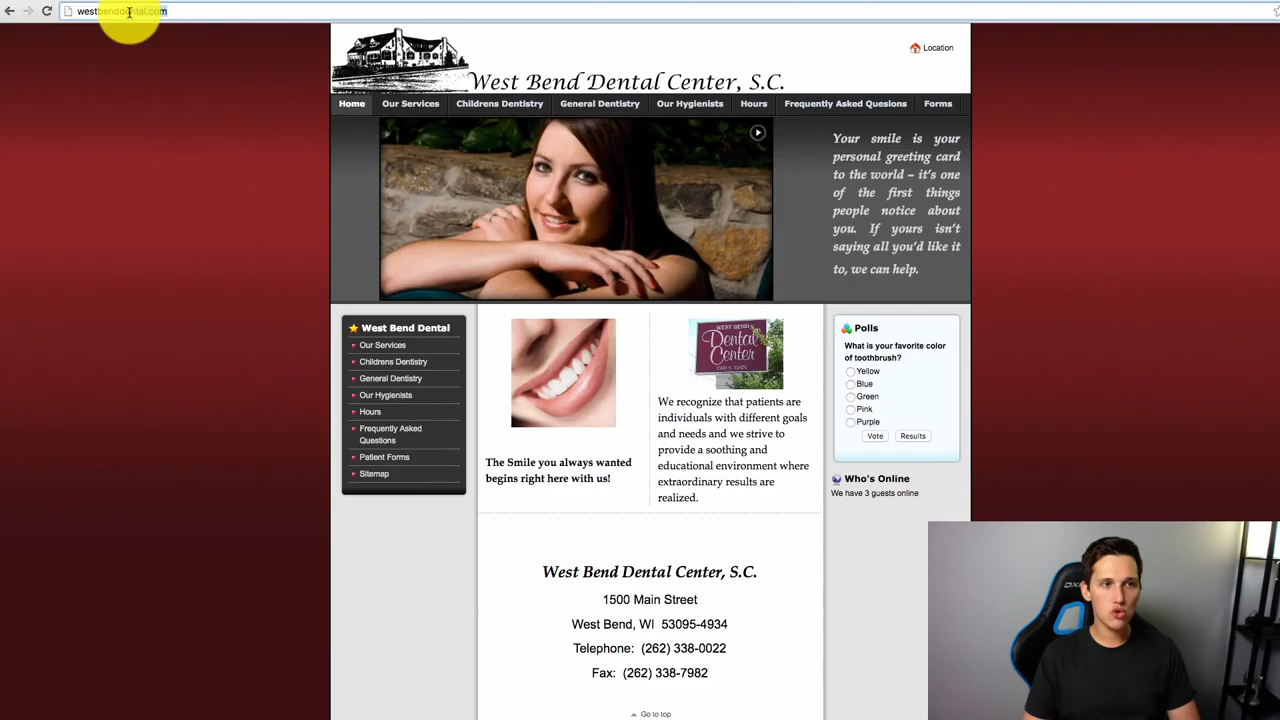 westbenddental.com
Location
West Bend Dental Center, S.C.
Home Our Services Childrens Dentistry General Dentistry Our Hygienists Hours Frequently Asked Quesions Forms
Your smile is your
personal greeting card
to the world – it's one
of the first things
people notice about
you. If yours isn't
saying all you'd like it
to, we can help.
West Bend Dental
Our Services
Childrens Dentistry
General Dentistry
Our Hygienists
Hours
Frequently Asked
Questions
Patient Forms
Sitemap
The Smile you always wanted
begins right here with us!
WEST BEND
Dental
Center
1500 S. MAIN
We recognize that patients are
individuals with different goals
and needs and we strive to
provide a soothing and
educational environment where
extraordinary results are
realized.
Polls
What is your favorite color
of toothbrush?
Yellow
Blue
Green
Pink
Purple
Vote Results
Who's Online
We have 3 guests online
West Bend Dental Center, S.C.
1500 Main Street
West Bend, WI 53095-4934
Telephone: (262) 338-0022
Fax: (262) 338-7982
Go to top